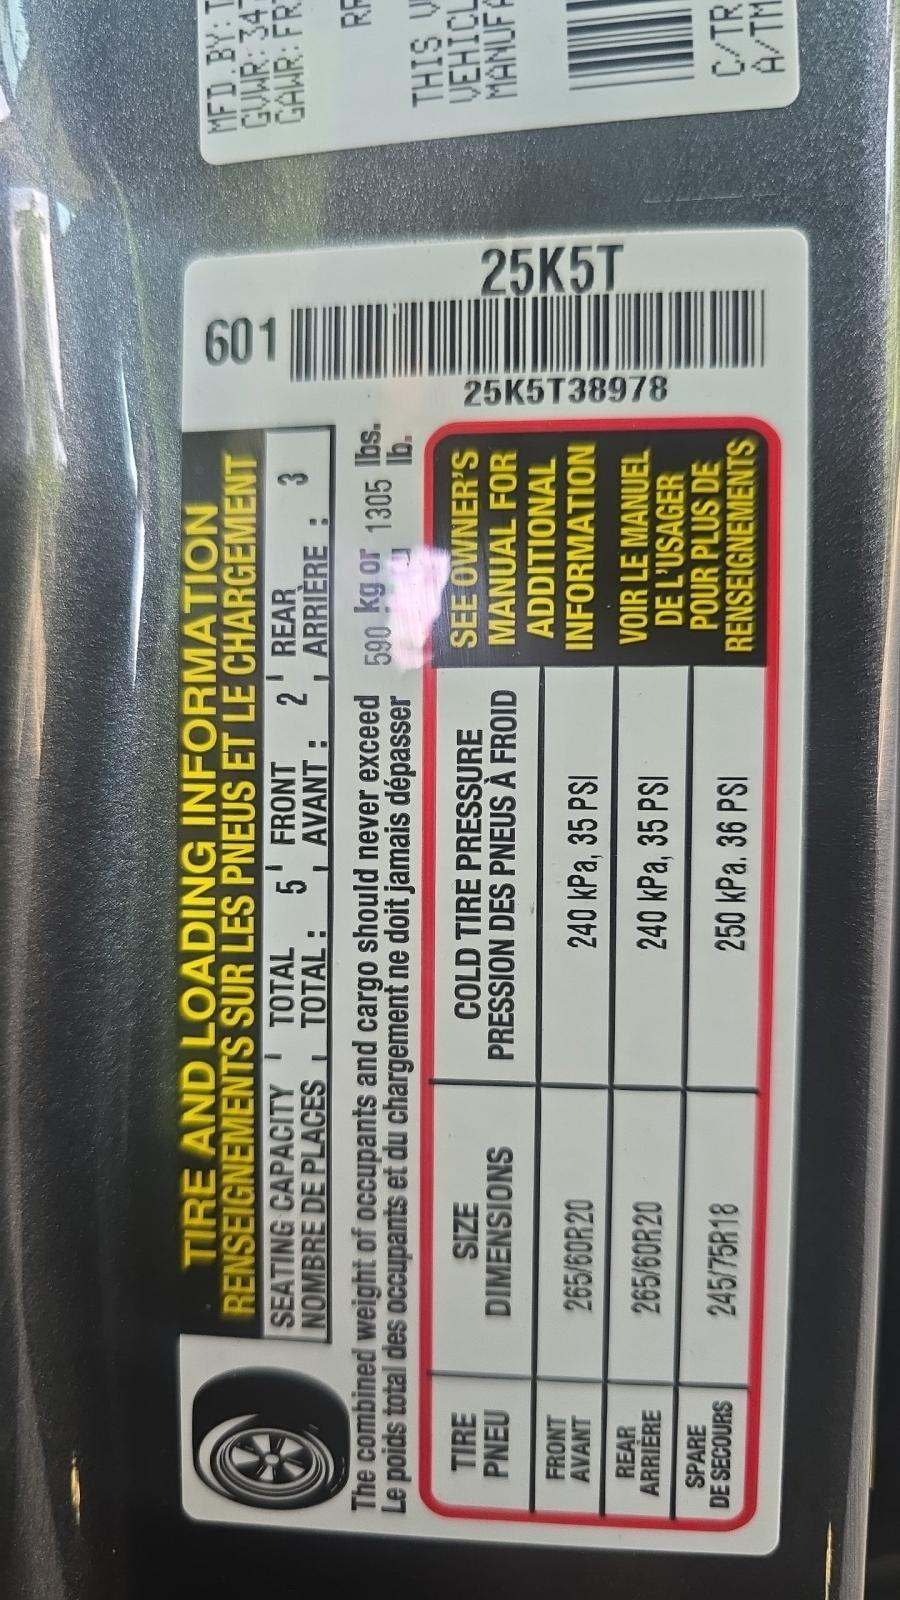 TIRE AND LOADING INFORMATION
RENSEIGNEMENTS SUR LES PNEUS ET LE CHARGEMENT
SEATING CAPACITY TOTAL 5 FRONT 2 REAR 3
NOMBRE DE PLACES TOTAL : AVANT : ARRIÈRE :
The combined weight of occupants and cargo should never exceed 590 kg or 1305 lbs.
Le poids total des occupants et du chargement ne doit jamais dépasser lb.
TIRE SIZE COLD TIRE PRESSURE
PNEU DIMENSIONS PRESSION DES PNEUS À FROID
FRONT 265/60R20 240 kPa, 35 PSI
AVANT
REAR 265/60R20 240 kPa, 35 PSI
ARRIÈRE
SPARE 245/75R18 250 kPa. 36 PSI
DE SECOURS
SEE OWNER'S
MANUAL FOR
ADDITIONAL
INFORMATION
VOIR LE MANUEL
DE L'USAGER
POUR PLUS DE
RENSEIGNEMENTS
601
25K5T
25K5T38978
MFD.BY:
GVWR: 34
GAWR: FR
THIS
VEHICL
MANUFA
C/TR
A/TM